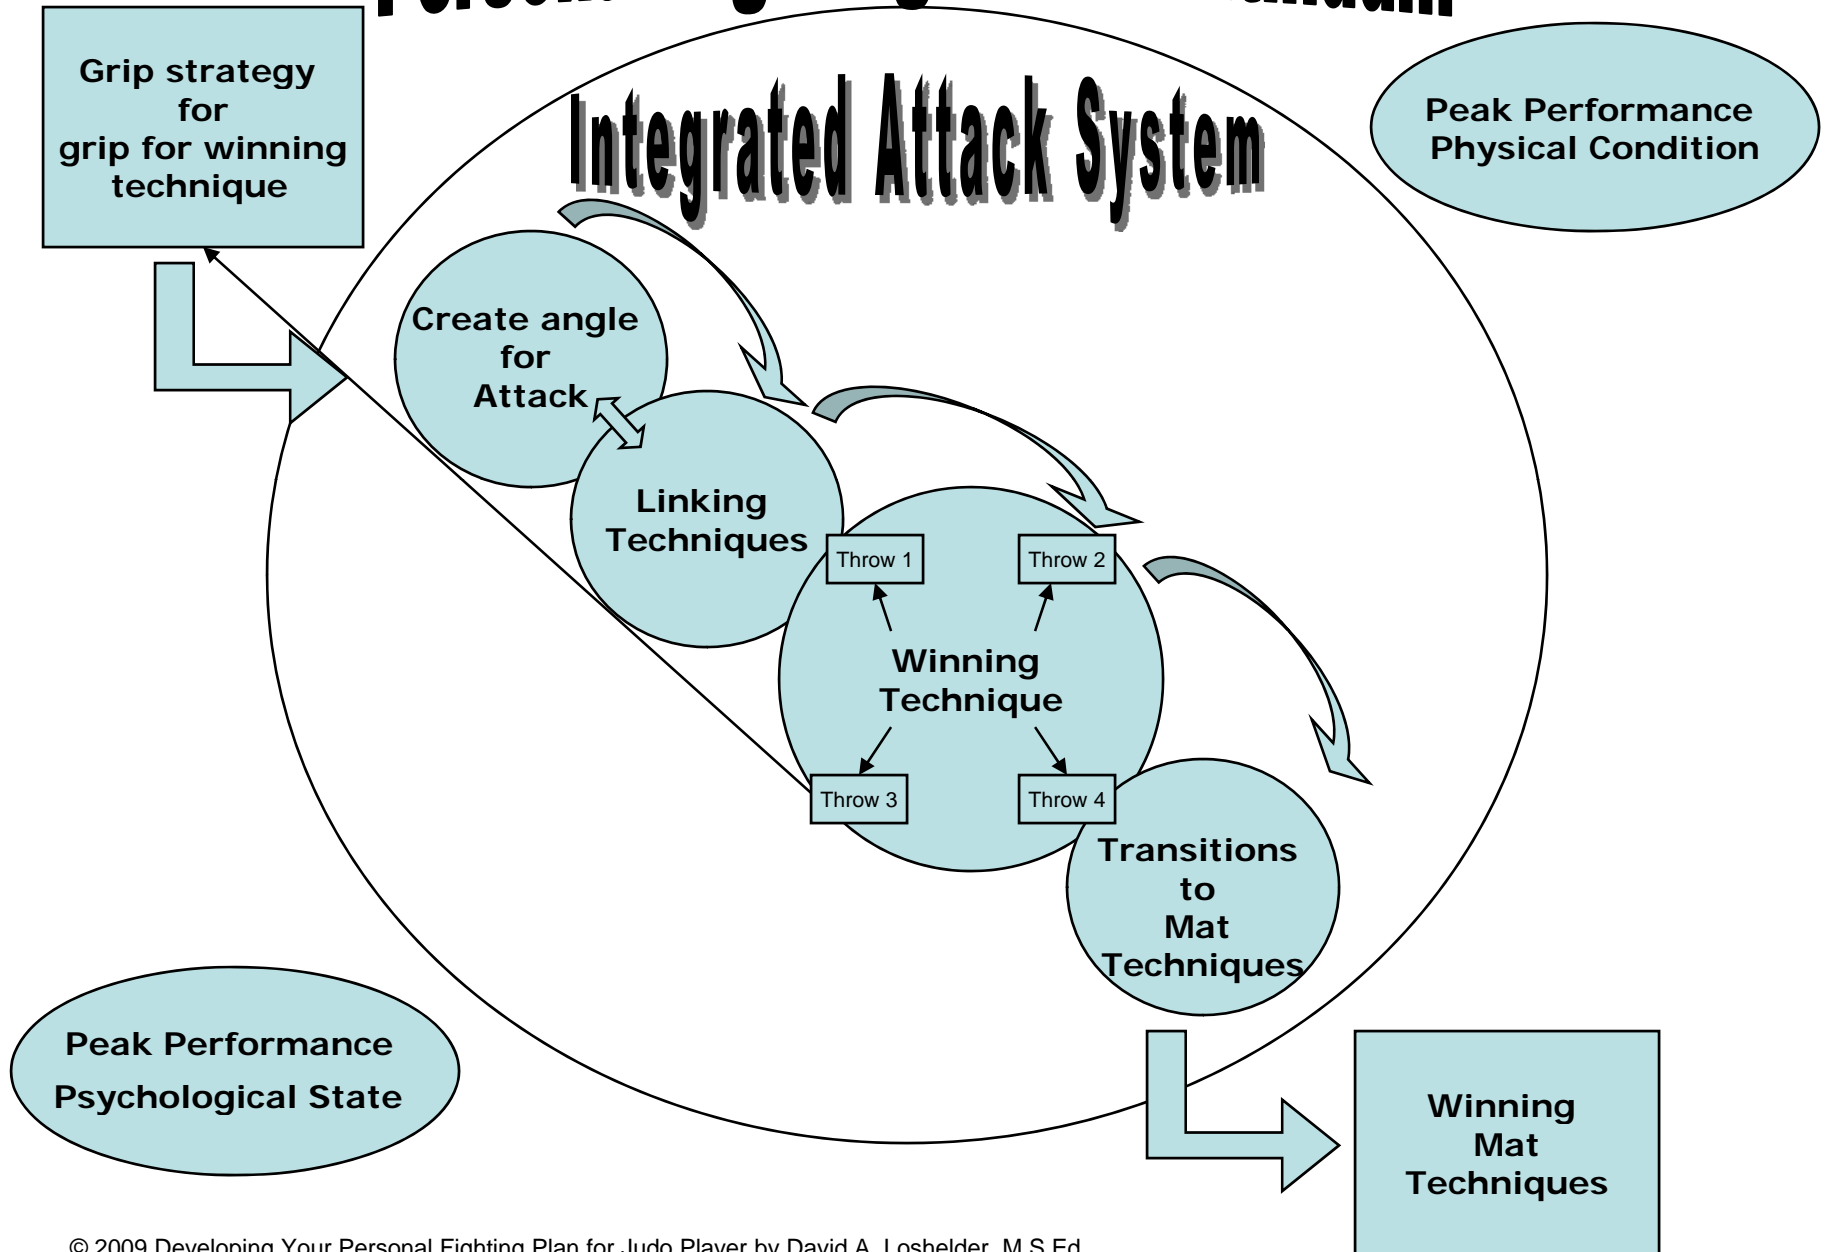 Integrated Attack System
Grip strategy
for
grip for winning
technique
Peak Performance
Physical Condition
Create angle
for
Attack
Linking
Techniques
Throw 1
Throw 2
Winning
Technique
Throw 3
Throw 4
Transitions
to
Mat
Techniques
Peak Performance
Psychological State
Winning
Mat
Techniques
© 2009 Developing Your Personal Fighting Plan for Judo Player by David A. Loshelder, M.S.Ed.